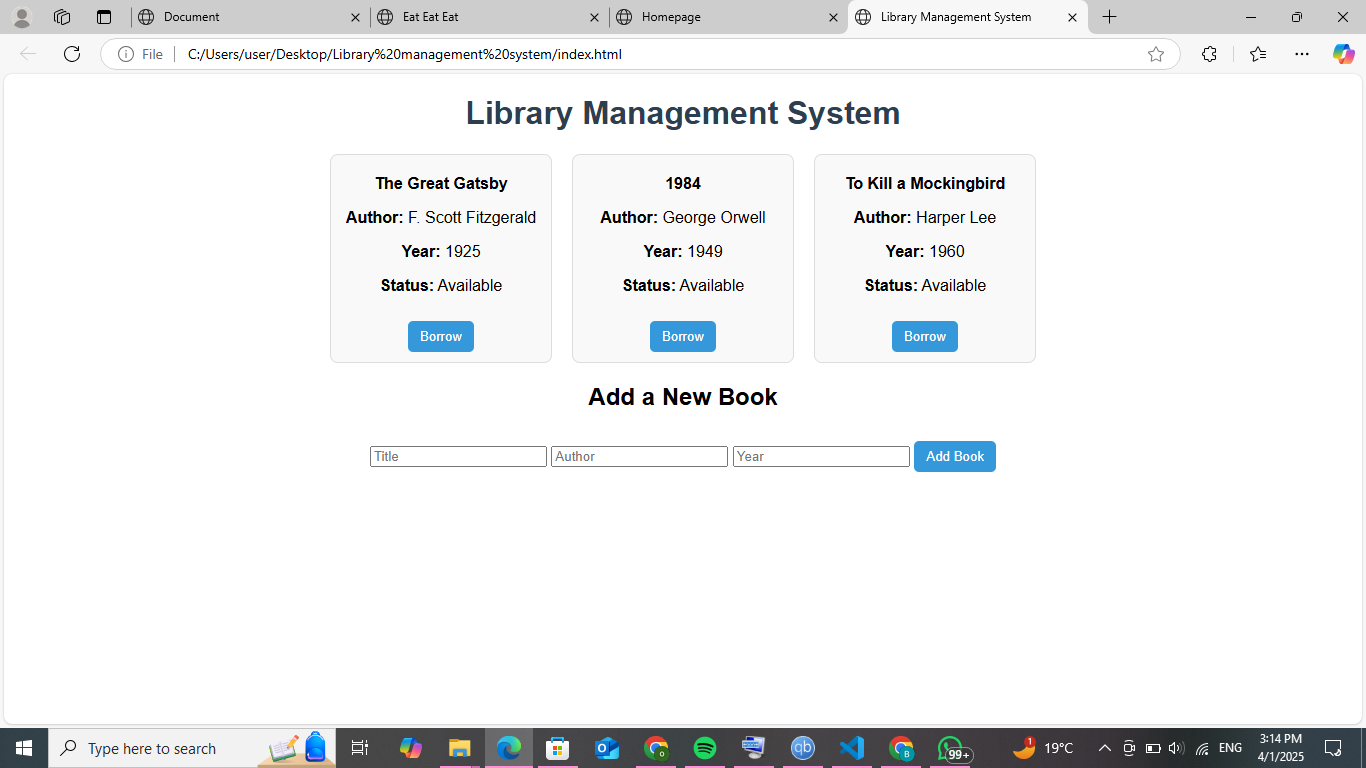 Document
Eat Eat Eat
Homepage
Library Management System
File
C:/Users/user/Desktop/Library%20management%20system/index.html
Library Management System
The Great Gatsby
Author: F. Scott Fitzgerald
Year: 1925
Status: Available
Borrow
1984
Author: George Orwell
Year: 1949
Status: Available
Borrow
To Kill a Mockingbird
Author: Harper Lee
Year: 1960
Status: Available
Borrow
Add a New Book
Title
Author
Year
Add Book
Type here to search
qb
B
99+
1
19°C
ENG
3:14 PM
4/1/2025